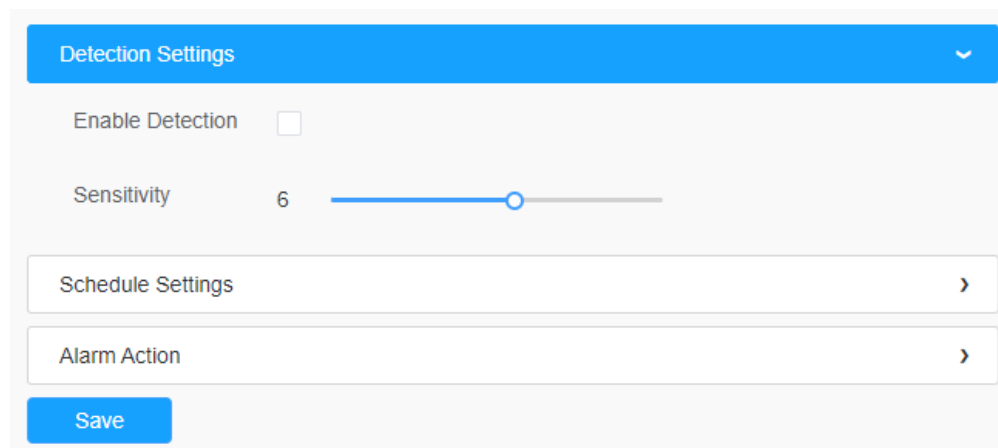 Detection Settings
Enable Detection
Sensitivity 6
Schedule Settings
Alarm Action
Save